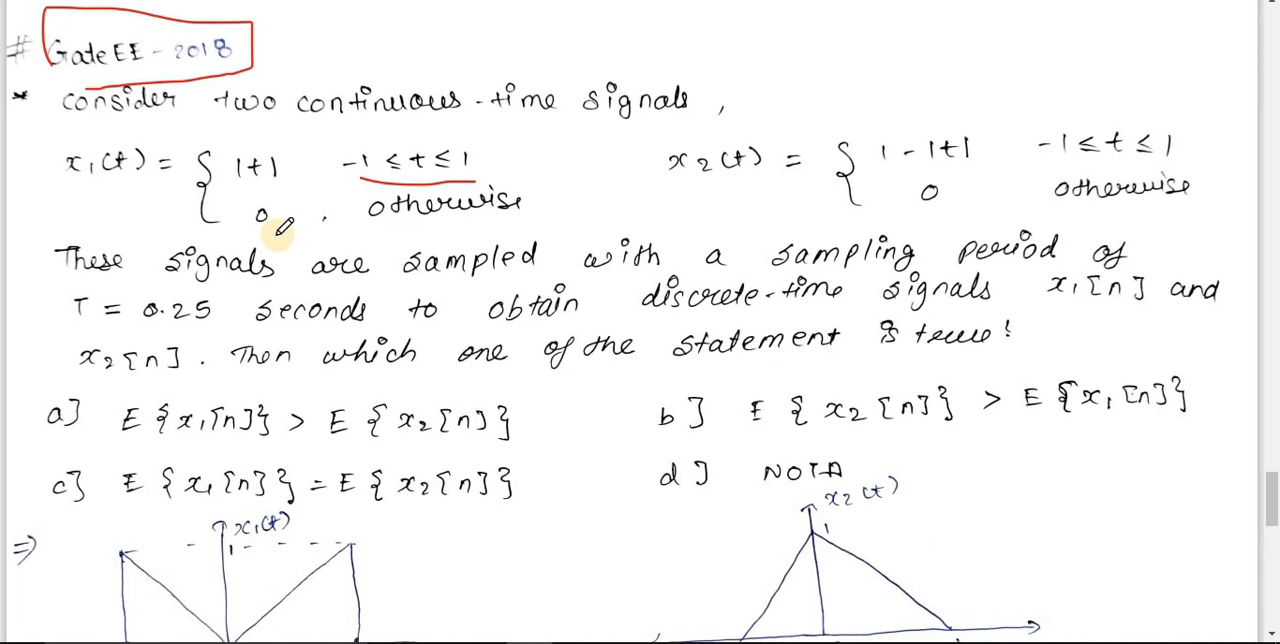 # Gate EE - 2018
* consider two continuous-time signals,
x₁(t) = { |t| -1 ≤ t ≤ 1 x₂(t) = { 1 - |t| -1 ≤ t ≤ 1
0, otherwise 0 otherwise
These signals are sampled with a sampling period of
T = 0.25 seconds to obtain discrete-time signals x₁[n] and
x₂[n]. Then which one of the statement is true!
a] E{x₁[n]} > E{x₂[n]} b] E{x₂[n]} > E{x₁[n]}
c] E{x₁[n]} = E{x₂[n]} d] NOTA
⇒ x₁(t) x₂(t)
1 1